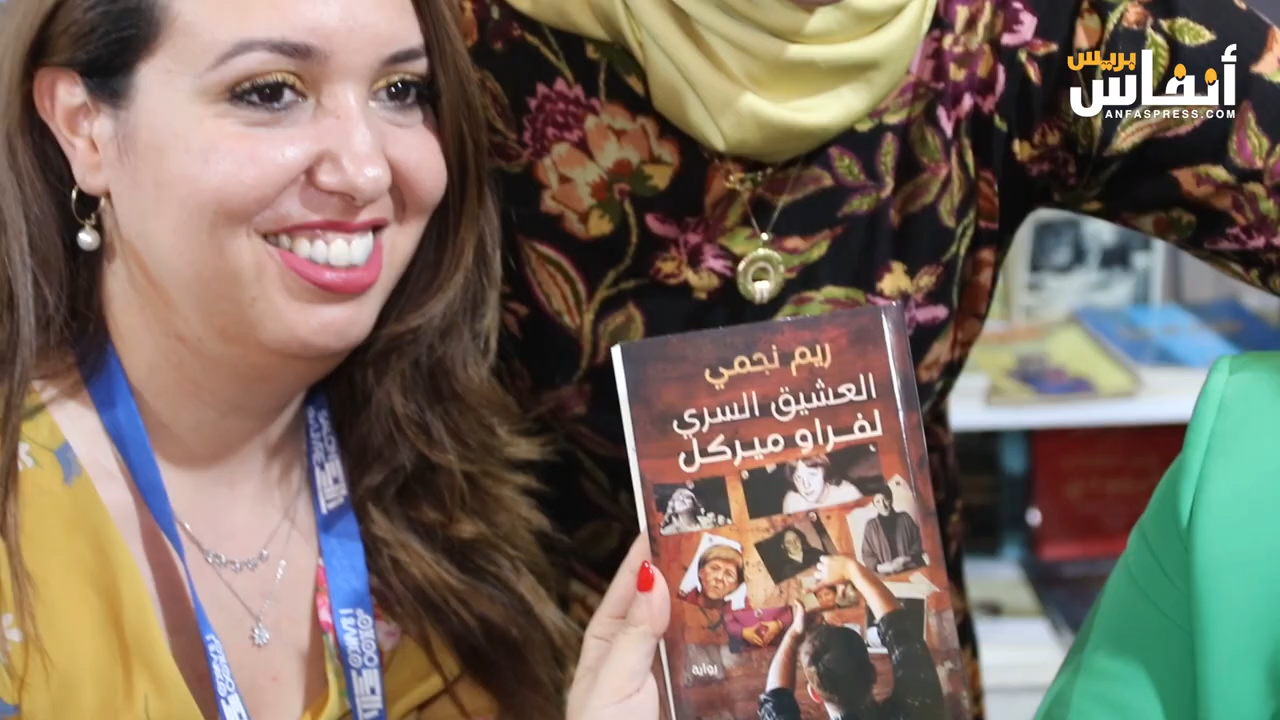 أنفاس بريس
ANFASPRESS.COM
ريم نجمي
العشيق السري
لفراو ميركل
رواية